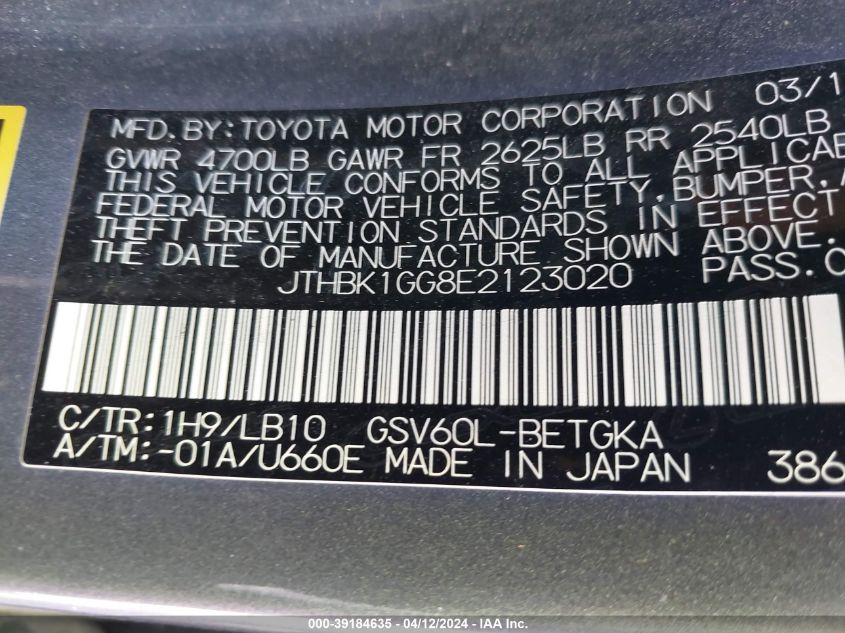 MFD. BY: TOYOTA MOTOR CORPORATION 03/1
GVWR 4700LB GAWR FR 2625LB RR 2540LB
THIS VEHICLE CONFORMS TO ALL APPLICAB
FEDERAL MOTOR VEHICLE SAFETY, BUMPER, A
THEFT PREVENTION STANDARDS IN EFFECT
THE DATE OF MANUFACTURE SHOWN ABOVE.
JTHBK1GG8E2123020 PASS. C
C/TR: 1H9/LB10 GSV60L-BETGKA
A/TM: -01A/U660E MADE IN JAPAN 386
000-39184635 - 04/12/2024 - IAA Inc.